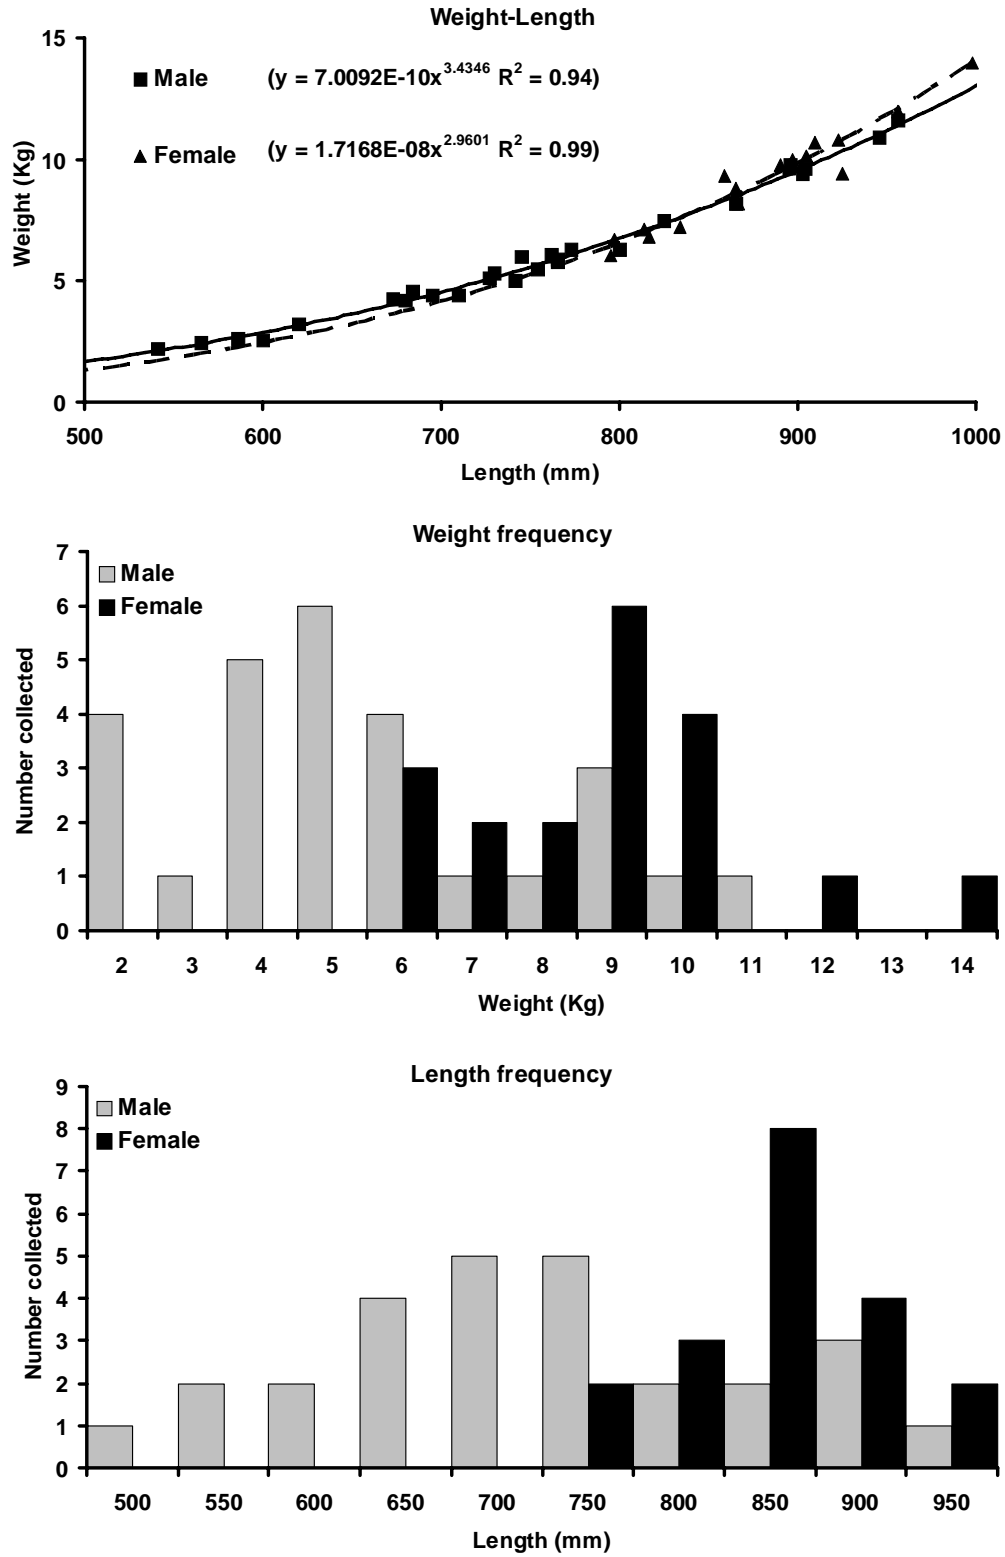 Weight-Length
15
10
5
0
Weight (Kg)
Male (y = 7.0092E-10x^3.4346 R^2 = 0.94)
Female (y = 1.7168E-08x^2.9601 R^2 = 0.99)
500 600 700 800 900 1000
Length (mm)
Weight frequency
7
6
5
4
3
2
1
0
Number collected
Male
Female
2 3 4 5 6 7 8 9 10 11 12 13 14
Weight (Kg)
Length frequency
9
8
7
6
5
4
3
2
1
0
Number collected
Male
Female
500 550 600 650 700 750 800 850 900 950
Length (mm)